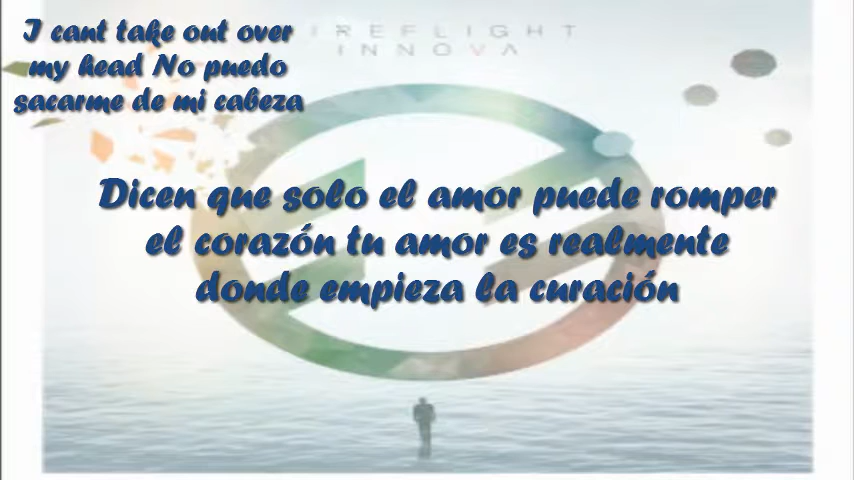 I cant take out over
my head No puedo
sacarme de mi cabeza
IREFLIGHT
INNOVA
Dicen que solo el amor puede romper
el corazón tu amor es realmente
donde empieza la curación